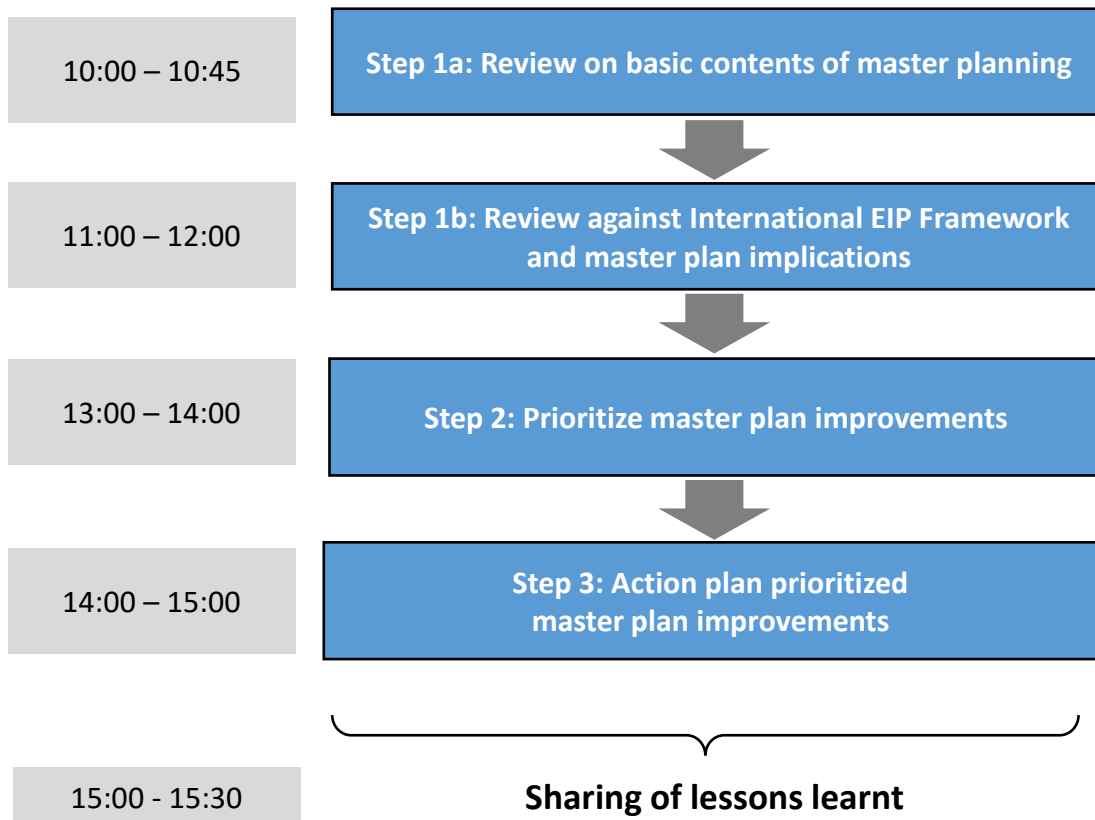 10:00 – 10:45
Step 1a: Review on basic contents of master planning
11:00 – 12:00
Step 1b: Review against International EIP Framework
and master plan implications
13:00 – 14:00
Step 2: Prioritize master plan improvements
14:00 – 15:00
Step 3: Action plan prioritized
master plan improvements
15:00 - 15:30
Sharing of lessons learnt